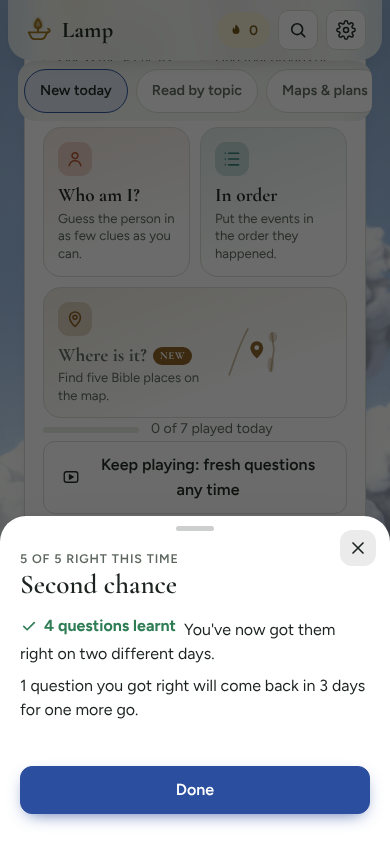 Lamp
0
New today
Read by topic
Maps & plans
Who am I?
Guess the person in
as few clues as you
can.
In order
Put the events in
the order they
happened.
Where is it? NEW
Find five Bible places on
the map.
0 of 7 played today
Keep playing: fresh questions
any time
5 OF 5 RIGHT THIS TIME
Second chance
4 questions learnt You've now got them
right on two different days.
1 question you got right will come back in 3 days
for one more go.
Done